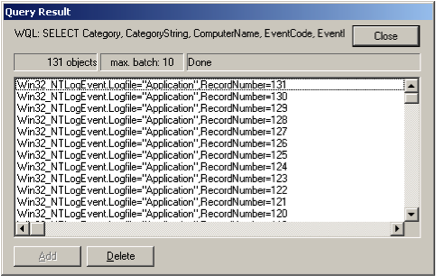 Query Result
WQL: SELECT Category, CategoryString, ComputerName, EventCode, EventI
Close
131 objects
max. batch: 10
Done
Win32_NTLogEvent.Logfile="Application",RecordNumber=131
Win32_NTLogEvent.Logfile="Application",RecordNumber=130
Win32_NTLogEvent.Logfile="Application",RecordNumber=129
Win32_NTLogEvent.Logfile="Application",RecordNumber=128
Win32_NTLogEvent.Logfile="Application",RecordNumber=127
Win32_NTLogEvent.Logfile="Application",RecordNumber=126
Win32_NTLogEvent.Logfile="Application",RecordNumber=125
Win32_NTLogEvent.Logfile="Application",RecordNumber=124
Win32_NTLogEvent.Logfile="Application",RecordNumber=123
Win32_NTLogEvent.Logfile="Application",RecordNumber=122
Win32_NTLogEvent.Logfile="Application",RecordNumber=121
Win32_NTLogEvent.Logfile="Application",RecordNumber=120
Add
Delete